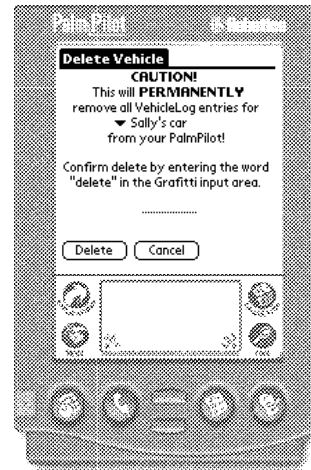 PalmPilot
Delete Vehicle
CAUTION!
This will PERMANENTLY
remove all VehicleLog entries for
Sally's car
from your PalmPilot!
Confirm delete by entering the word
"delete" in the Grafitti input area.
Delete Cancel